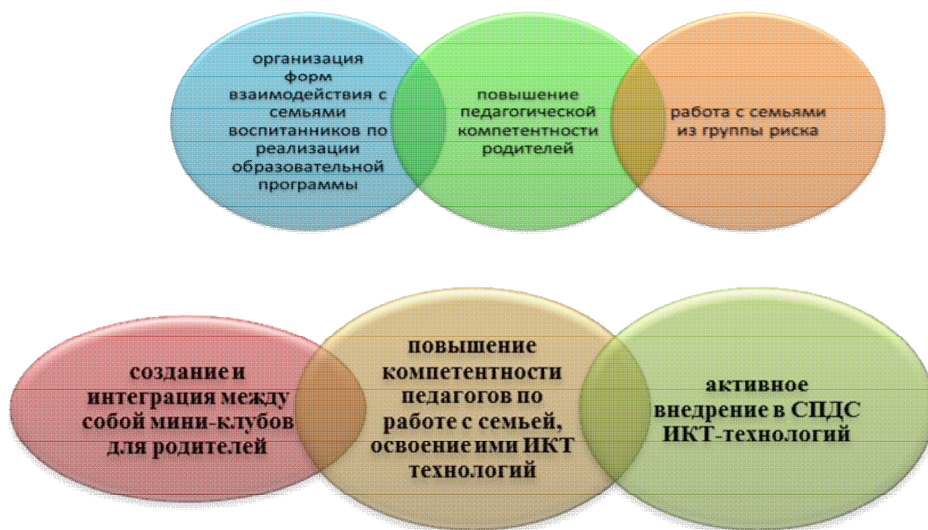 организация
форм
взаимодействия с
семьями
воспитанников по
реализации
образовательной
программы
повышение
педагогической
компетентности
родителей
работа с семьями
из группы риска
создание и
интеграция между
собой мини-клубов
для родителей
повышение
компетентности
педагогов по
работе с семьей,
освоение ими ИКТ
технологий
активное
внедрение в СПДС
ИКТ-технологий